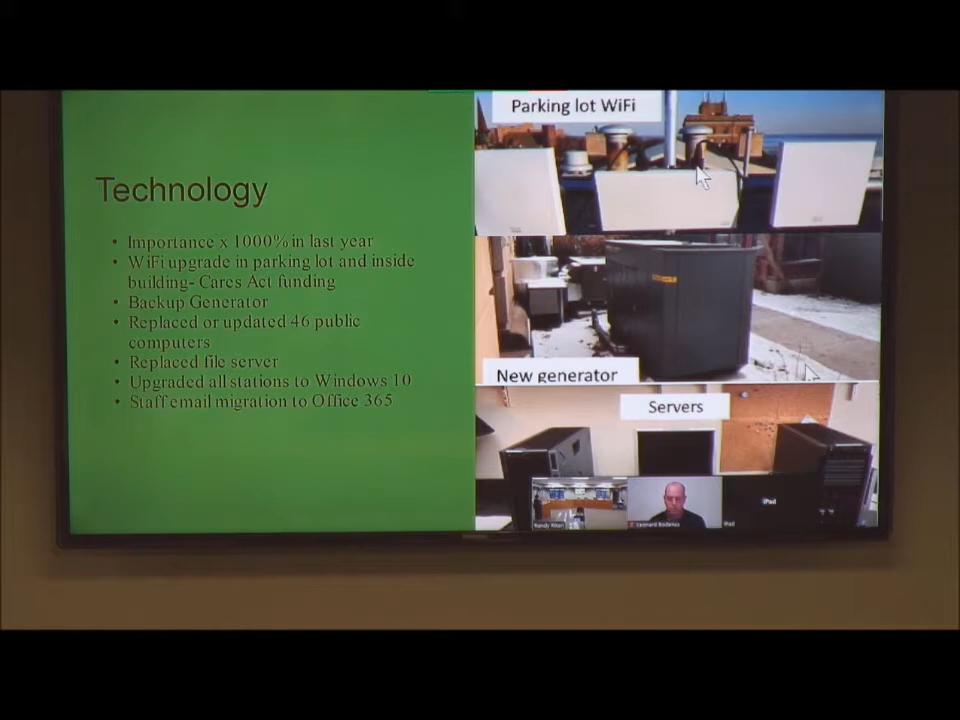 Technology
• Importance x 1000% in last year
• WiFi upgrade in parking lot and inside
building- Cares Act funding
• Backup Generator
• Replaced or updated 46 public
computers
• Replaced file server
• Upgraded all stations to Windows 10
• Staff email migration to Office 365
Parking lot WiFi
New generator
Servers
iPad
iPad